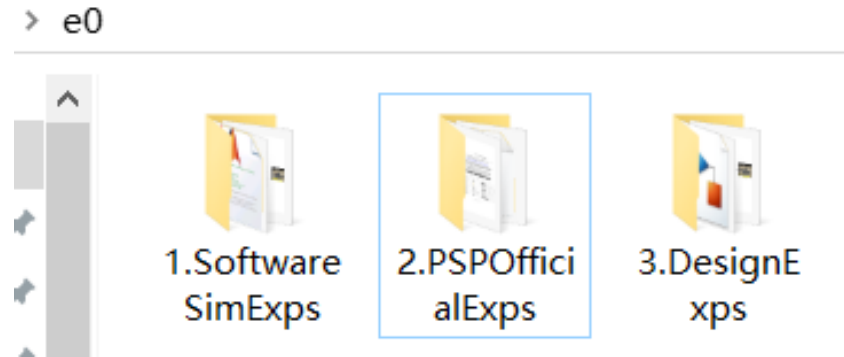 > e0
1.Software
SimExps
2.PSPOffici
alExps
3.DesignE
xps